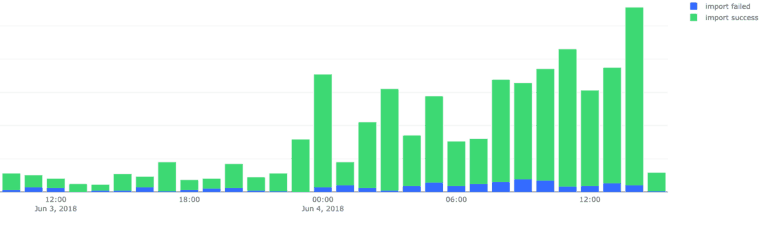 import failed
import success
12:00
Jun 3, 2018
18:00
00:00
Jun 4, 2018
06:00
12:00